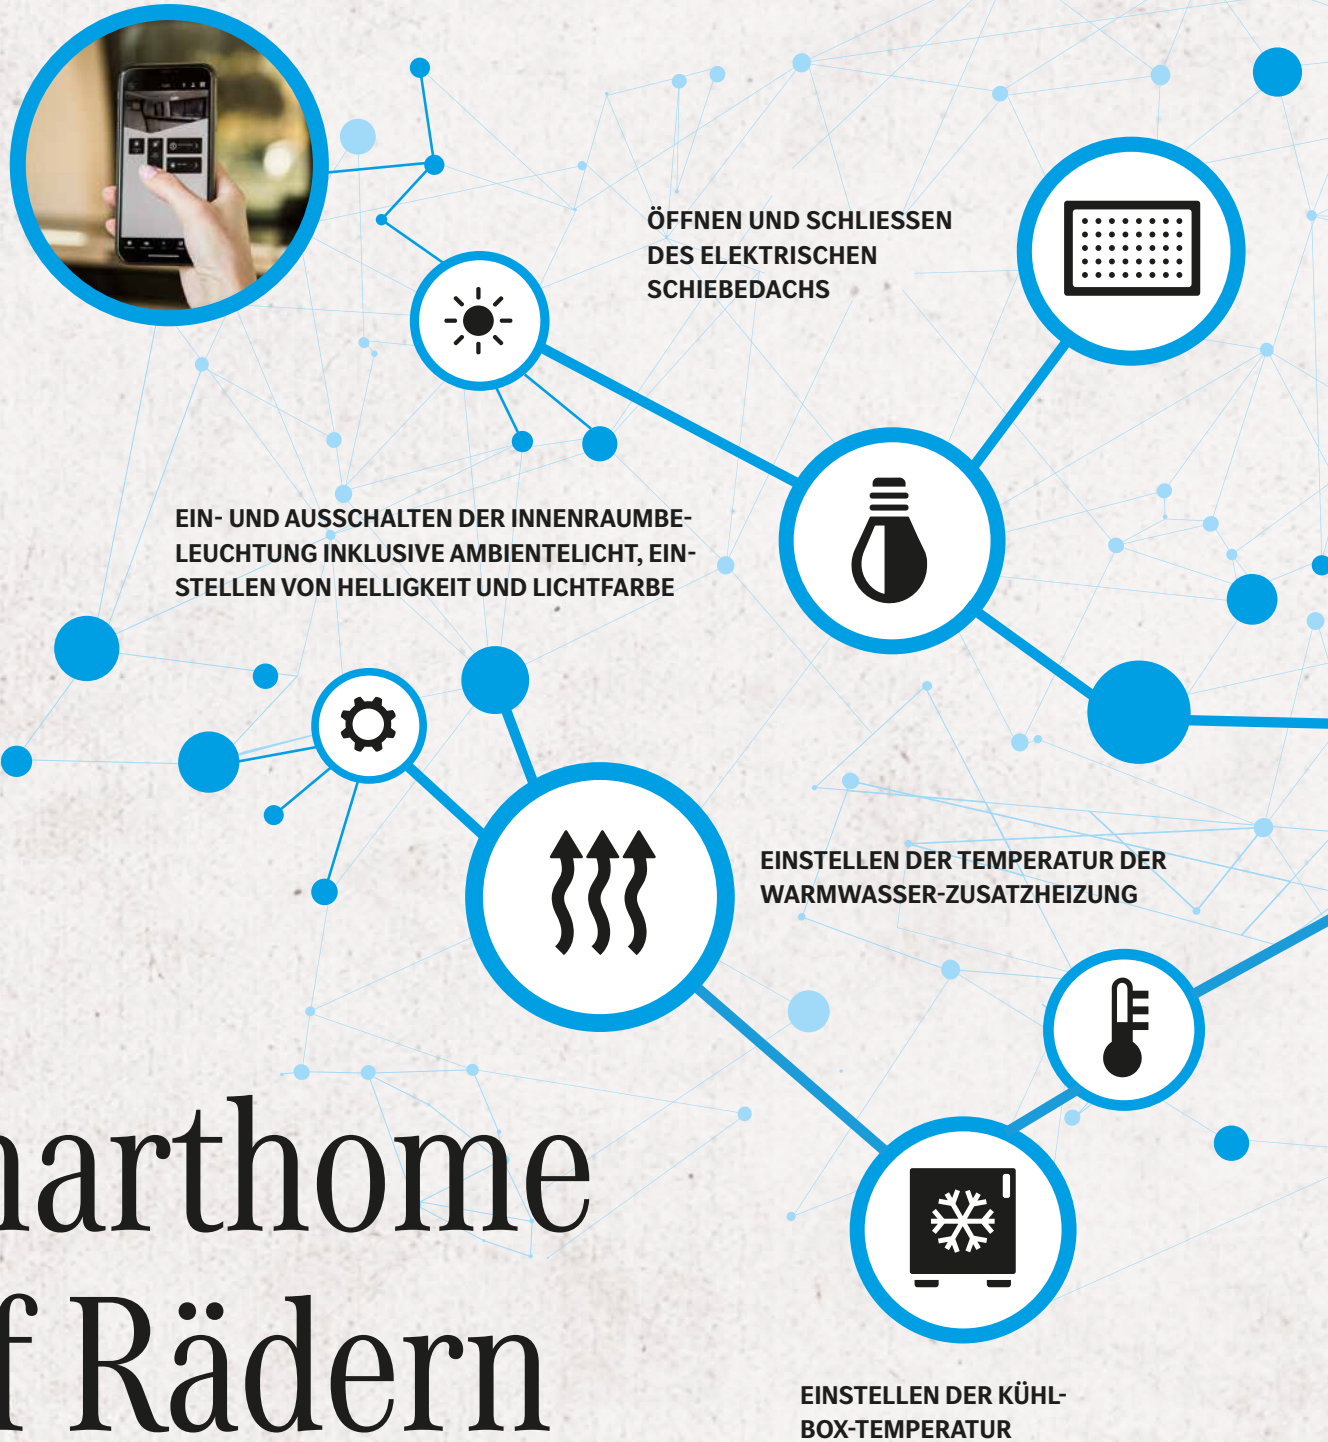 ÖFFNEN UND SCHLIESSEN
DES ELEKTRISCHEN
SCHIEBEDACHS
EIN- UND AUSSCHALTEN DER INNENRAUMBE-
LEUCHTUNG INKLUSIVE AMBIENTELICHT, EIN-
STELLEN VON HELLIGKEIT UND LICHTFARBE
EINSTELLEN DER TEMPERATUR DER
WARMWASSER-ZUSATZHEIZUNG
arthome
f Rädern
EINSTELLEN DER KÜHL-
BOX-TEMPERATUR